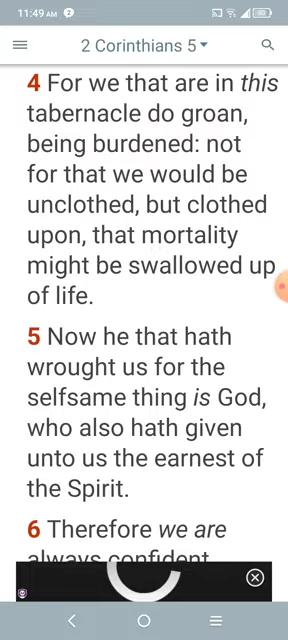 11:49 AM 2
2 Corinthians 5
4 For we that are in this
tabernacle do groan,
being burdened: not
for that we would be
unclothed, but clothed
upon, that mortality
might be swallowed up
of life.
5 Now he that hath
wrought us for the
selfsame thing is God,
who also hath given
unto us the earnest of
the Spirit.
6 Therefore we are
always confident